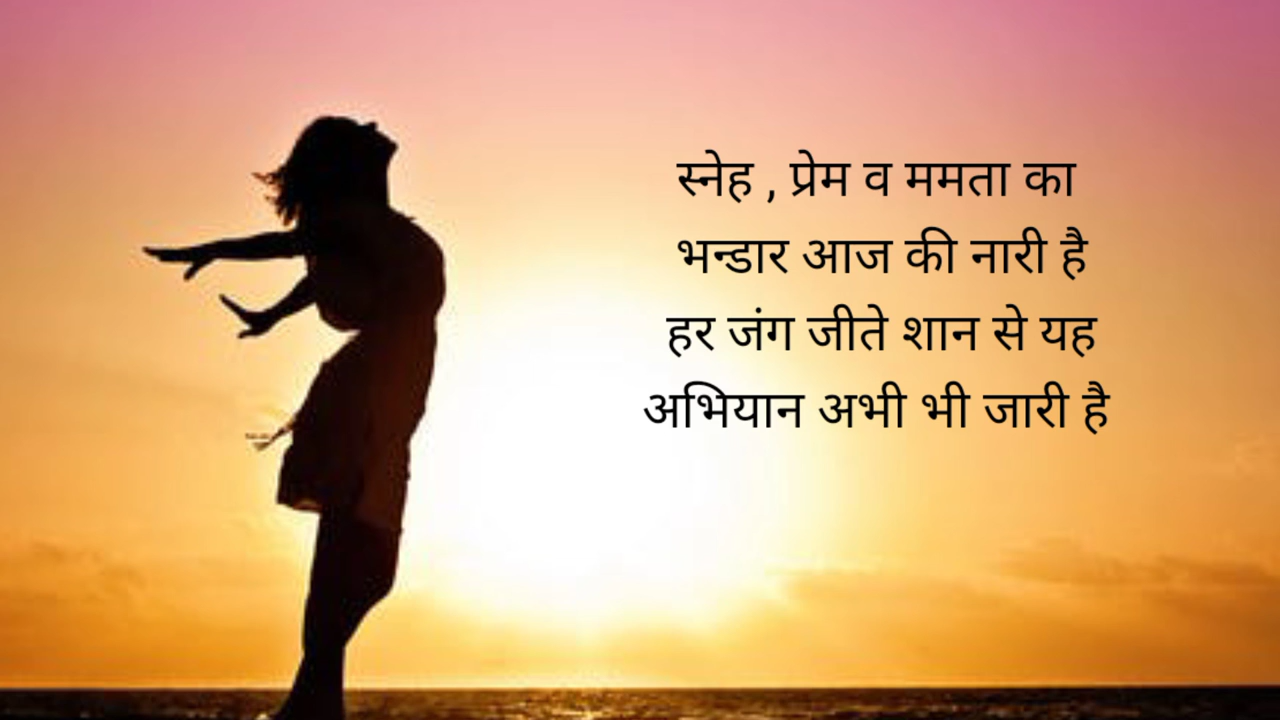 स्नेह , प्रेम व ममता का
भन्डार आज की नारी है
हर जंग जीते शान से यह
अभियान अभी भी जारी है